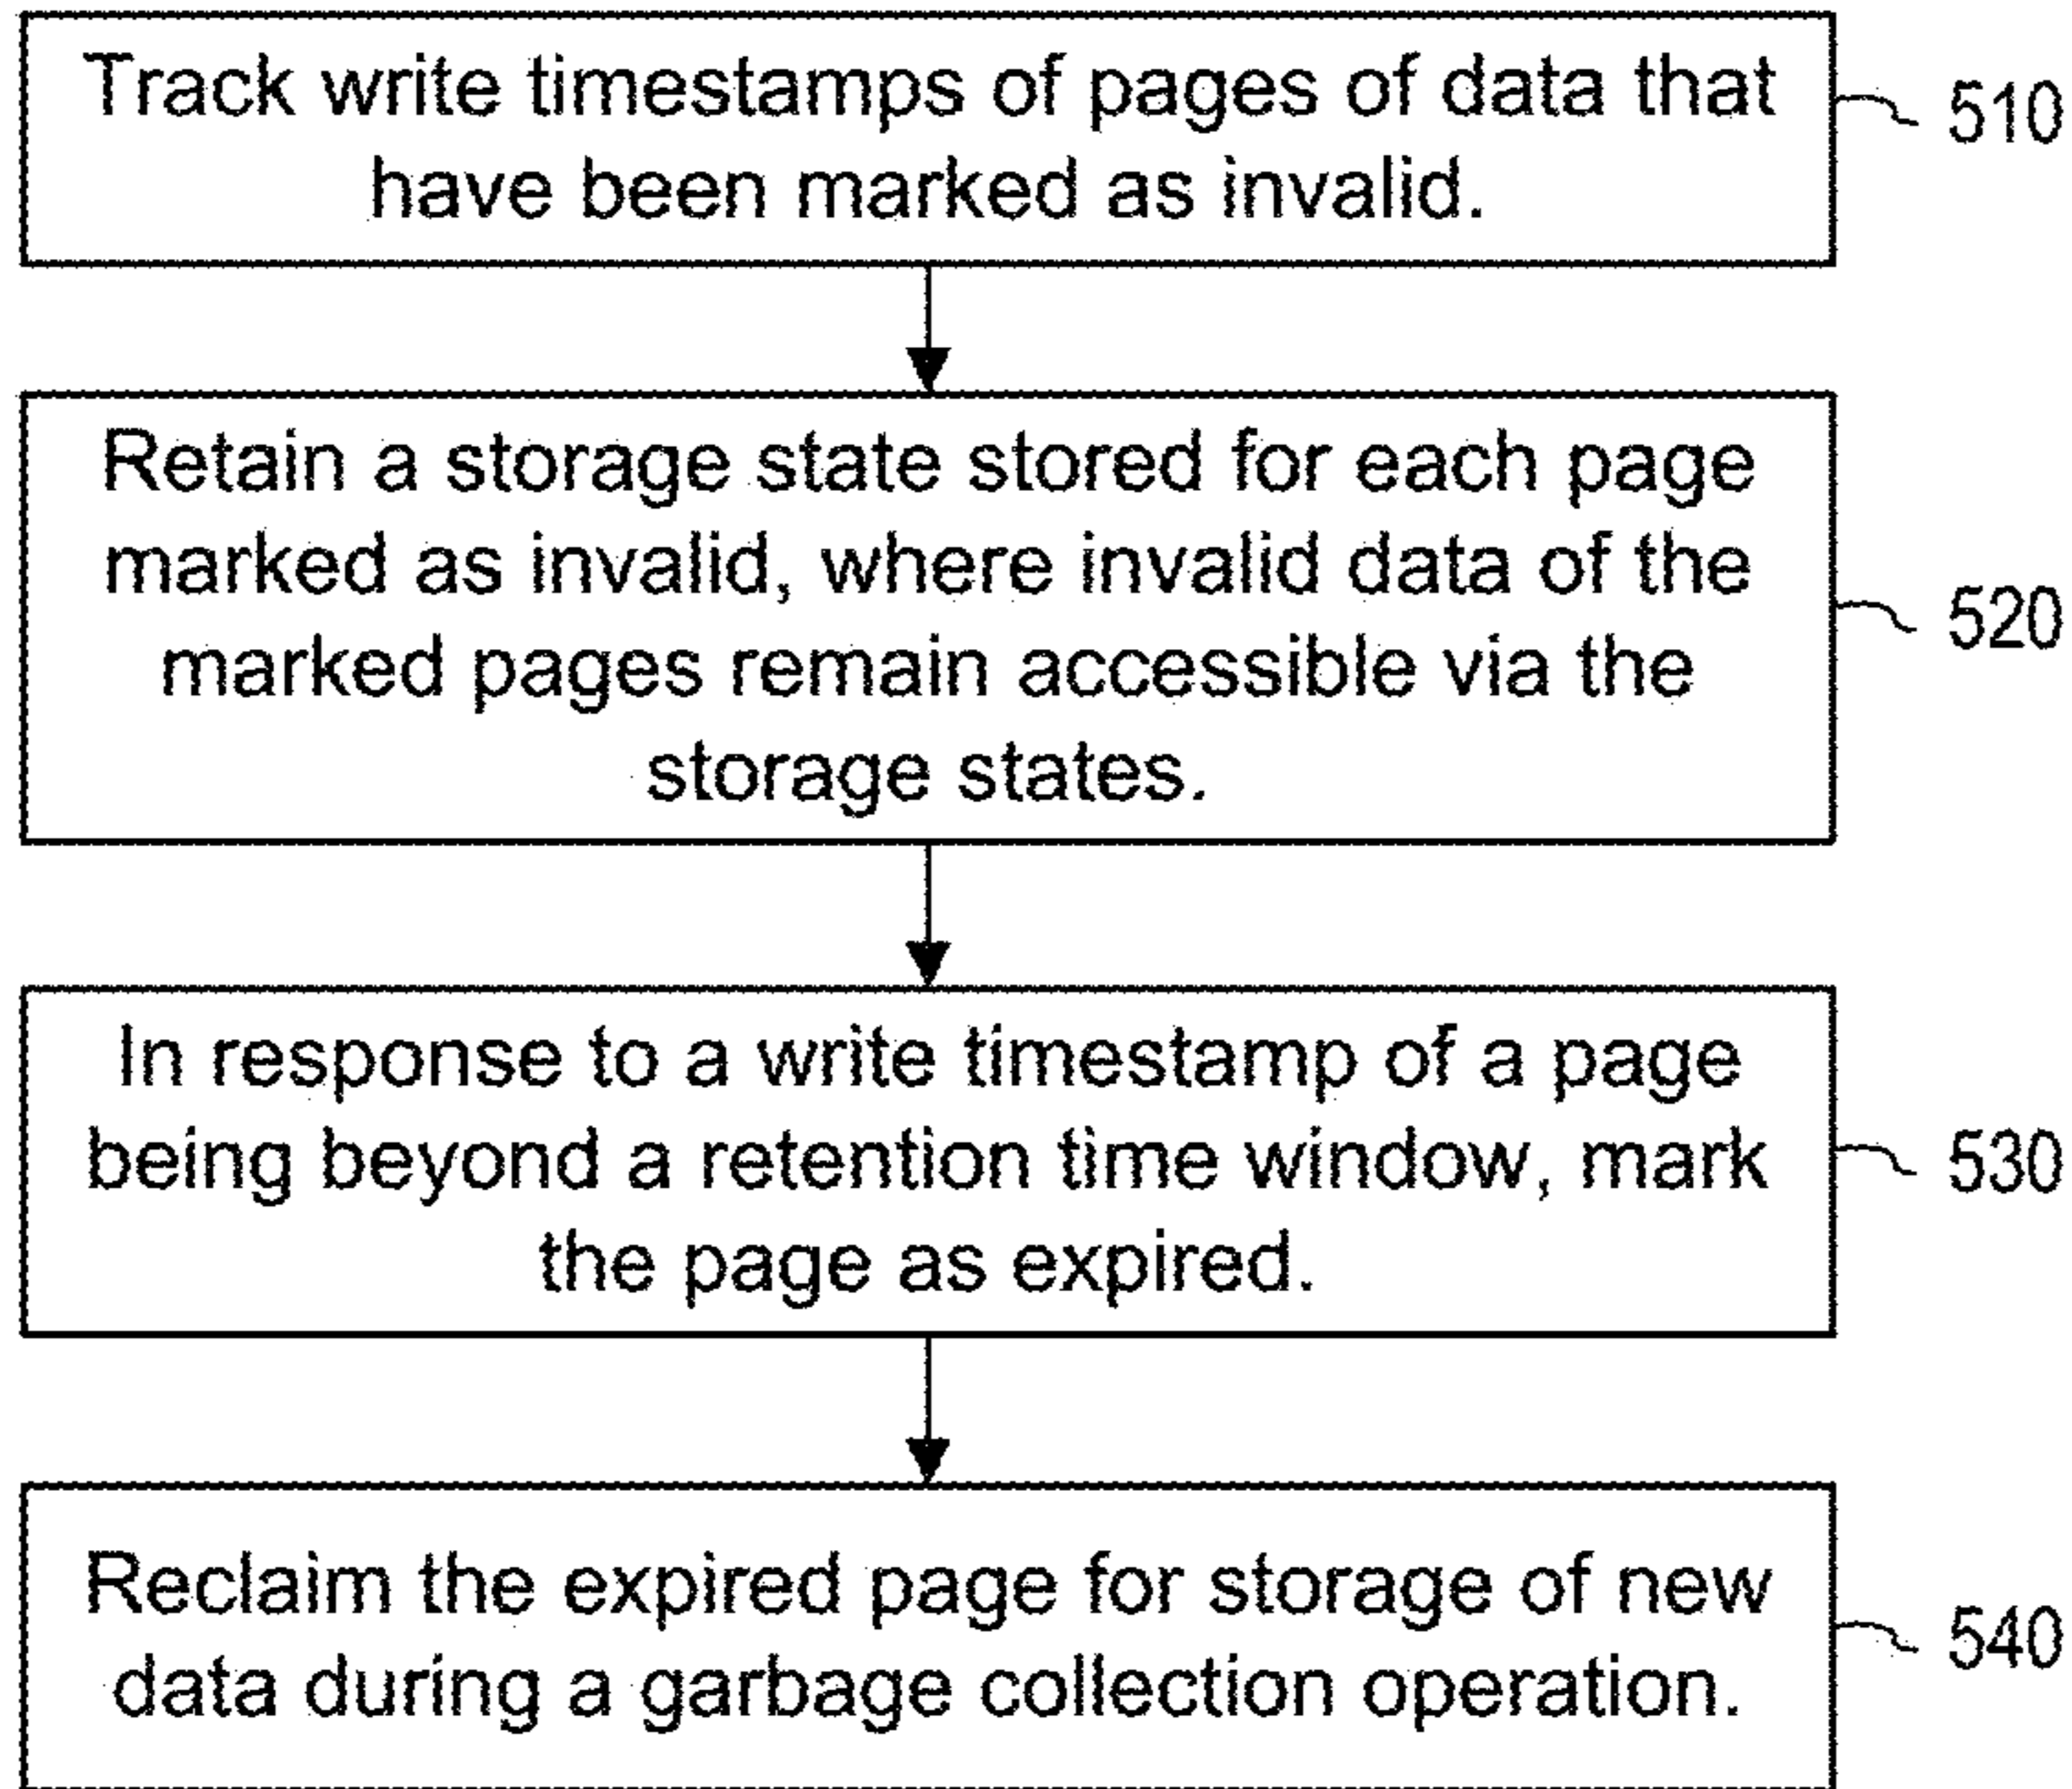 Track write timestamps of pages of data that
have been marked as invalid.
510
Retain a storage state stored for each page
marked as invalid, where invalid data of the
marked pages remain accessible via the
storage states.
520
In response to a write timestamp of a page
being beyond a retention time window, mark
the page as expired.
530
Reclaim the expired page for storage of new
data during a garbage collection operation.
540